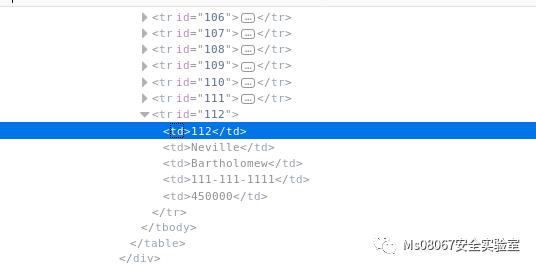 <tr id="106">…</tr>
<tr id="107">…</tr>
<tr id="108">…</tr>
<tr id="109">…</tr>
<tr id="110">…</tr>
<tr id="111">…</tr>
<tr id="112">
<td>112</td>
<td>Neville</td>
<td>Bartholomew</td>
<td>111-111-1111</td>
<td>450000</td>
</tr>
</tbody>
</table>
</div>
Ms08067安全实验室